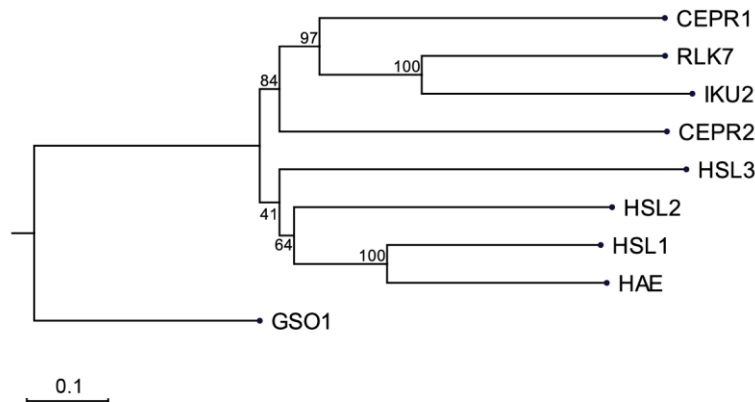 CEPR1
97
RLK7
100
84
IKU2
CEPR2
HSL3
41
HSL2
64
HSL1
100
HAE
GSO1
0.1